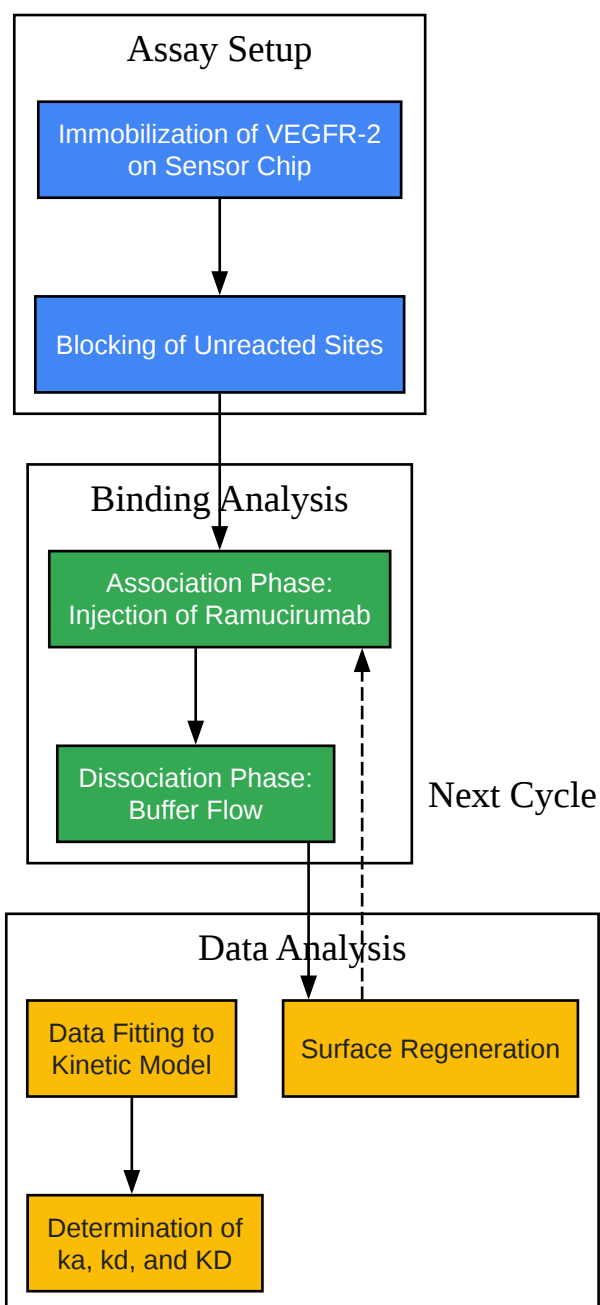 Assay Setup
Immobilization of VEGFR-2
on Sensor Chip
Blocking of Unreacted Sites
Binding Analysis
Association Phase:
Injection of Ramucirumab
Dissociation Phase:
Buffer Flow
Next Cycle
Data Analysis
Data Fitting to
Kinetic Model
Surface Regeneration
Determination of
ka, kd, and KD